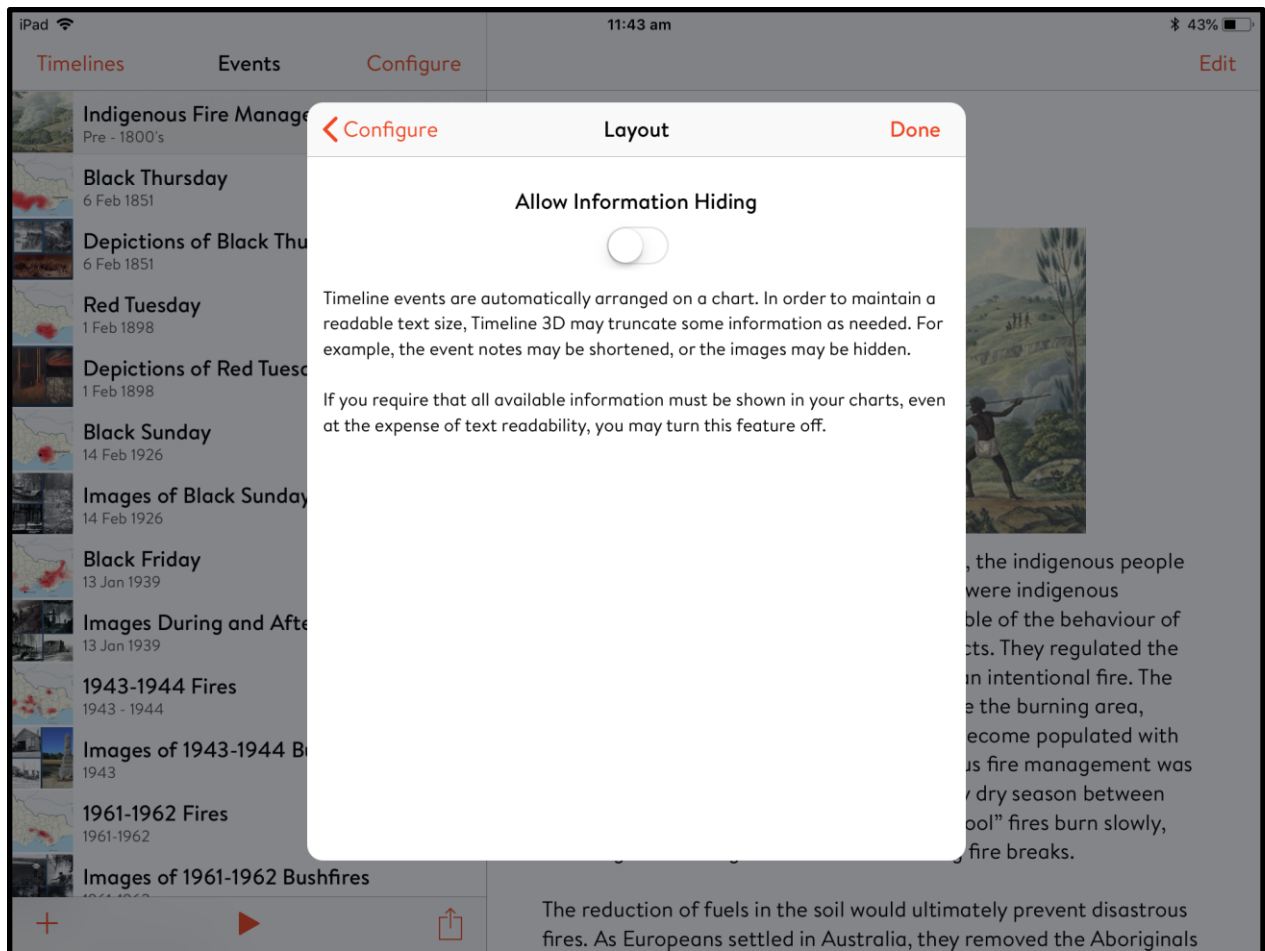 iPad 11:43 am 43%
Timelines Events Configure Edit
Indigenous Fire Manage
Pre - 1800's
Black Thursday
6 Feb 1851
Depictions of Black Thu
6 Feb 1851
Red Tuesday
1 Feb 1898
Depictions of Red Tuesd
1 Feb 1898
Black Sunday
14 Feb 1926
Images of Black Sunday
14 Feb 1926
Black Friday
13 Jan 1939
Images During and Afte
13 Jan 1939
1943-1944 Fires
1943 - 1944
Images of 1943-1944 Bu
1943
1961-1962 Fires
1961-1962
Images of 1961-1962 Bushfires
Configure Layout Done
Allow Information Hiding
Timeline events are automatically arranged on a chart. In order to maintain a
readable text size, Timeline 3D may truncate some information as needed. For
example, the event notes may be shortened, or the images may be hidden.
If you require that all available information must be shown in your charts, even
at the expense of text readability, you may turn this feature off.
, the indigenous people
were indigenous
ble of the behaviour of
cts. They regulated the
an intentional fire. The
e the burning area,
ecome populated with
us fire management was
y dry season between
ool” fires burn slowly,
fire breaks.
The reduction of fuels in the soil would ultimately prevent disastrous
fires. As Europeans settled in Australia, they removed the Aboriginals